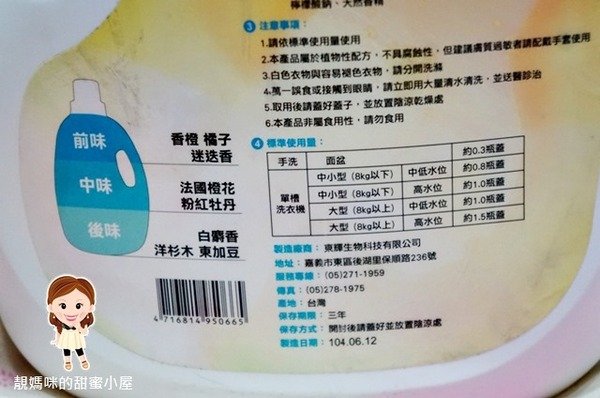 檸檬酸鈉、天然香精
3 注意事項：
1.請依標準使用量使用
2.本產品屬於植物性配方，不具腐蝕性，但建議膚質過敏者請配戴手套使用
3.白色衣物與容易褪色衣物，請分開洗滌
4.萬一誤食或接觸到眼睛，請立即用大量清水清洗，並送醫診治
5.取用後請蓋好蓋子，並放置陰涼乾燥處
6.本產品非屬食用性，請勿食用
4 標準使用量：
手洗 面盆 約0.3瓶蓋
單槽洗衣機 中小型（8kg以下） 中低水位 約0.8瓶蓋
中小型（8kg以下） 高水位 約1.0瓶蓋
大型（8kg以上） 中低水位 約1.0瓶蓋
大型（8kg以上） 高水位 約1.5瓶蓋
前味 香橙 橘子
迷迭香
中味 法國橙花
粉紅牡丹
後味 白麝香
洋杉木 東加豆
製造廠商：東輝生物科技有限公司
地址：嘉義市東區後湖里保順路236號
服務專線：(05)271-1959
傳真：(05)278-1975
產地：台灣
保存期限：三年
保存方式：開封後請蓋好並放置陰涼處
製造日期：104.06.12
4716814950665
靚媽咪的甜蜜小屋